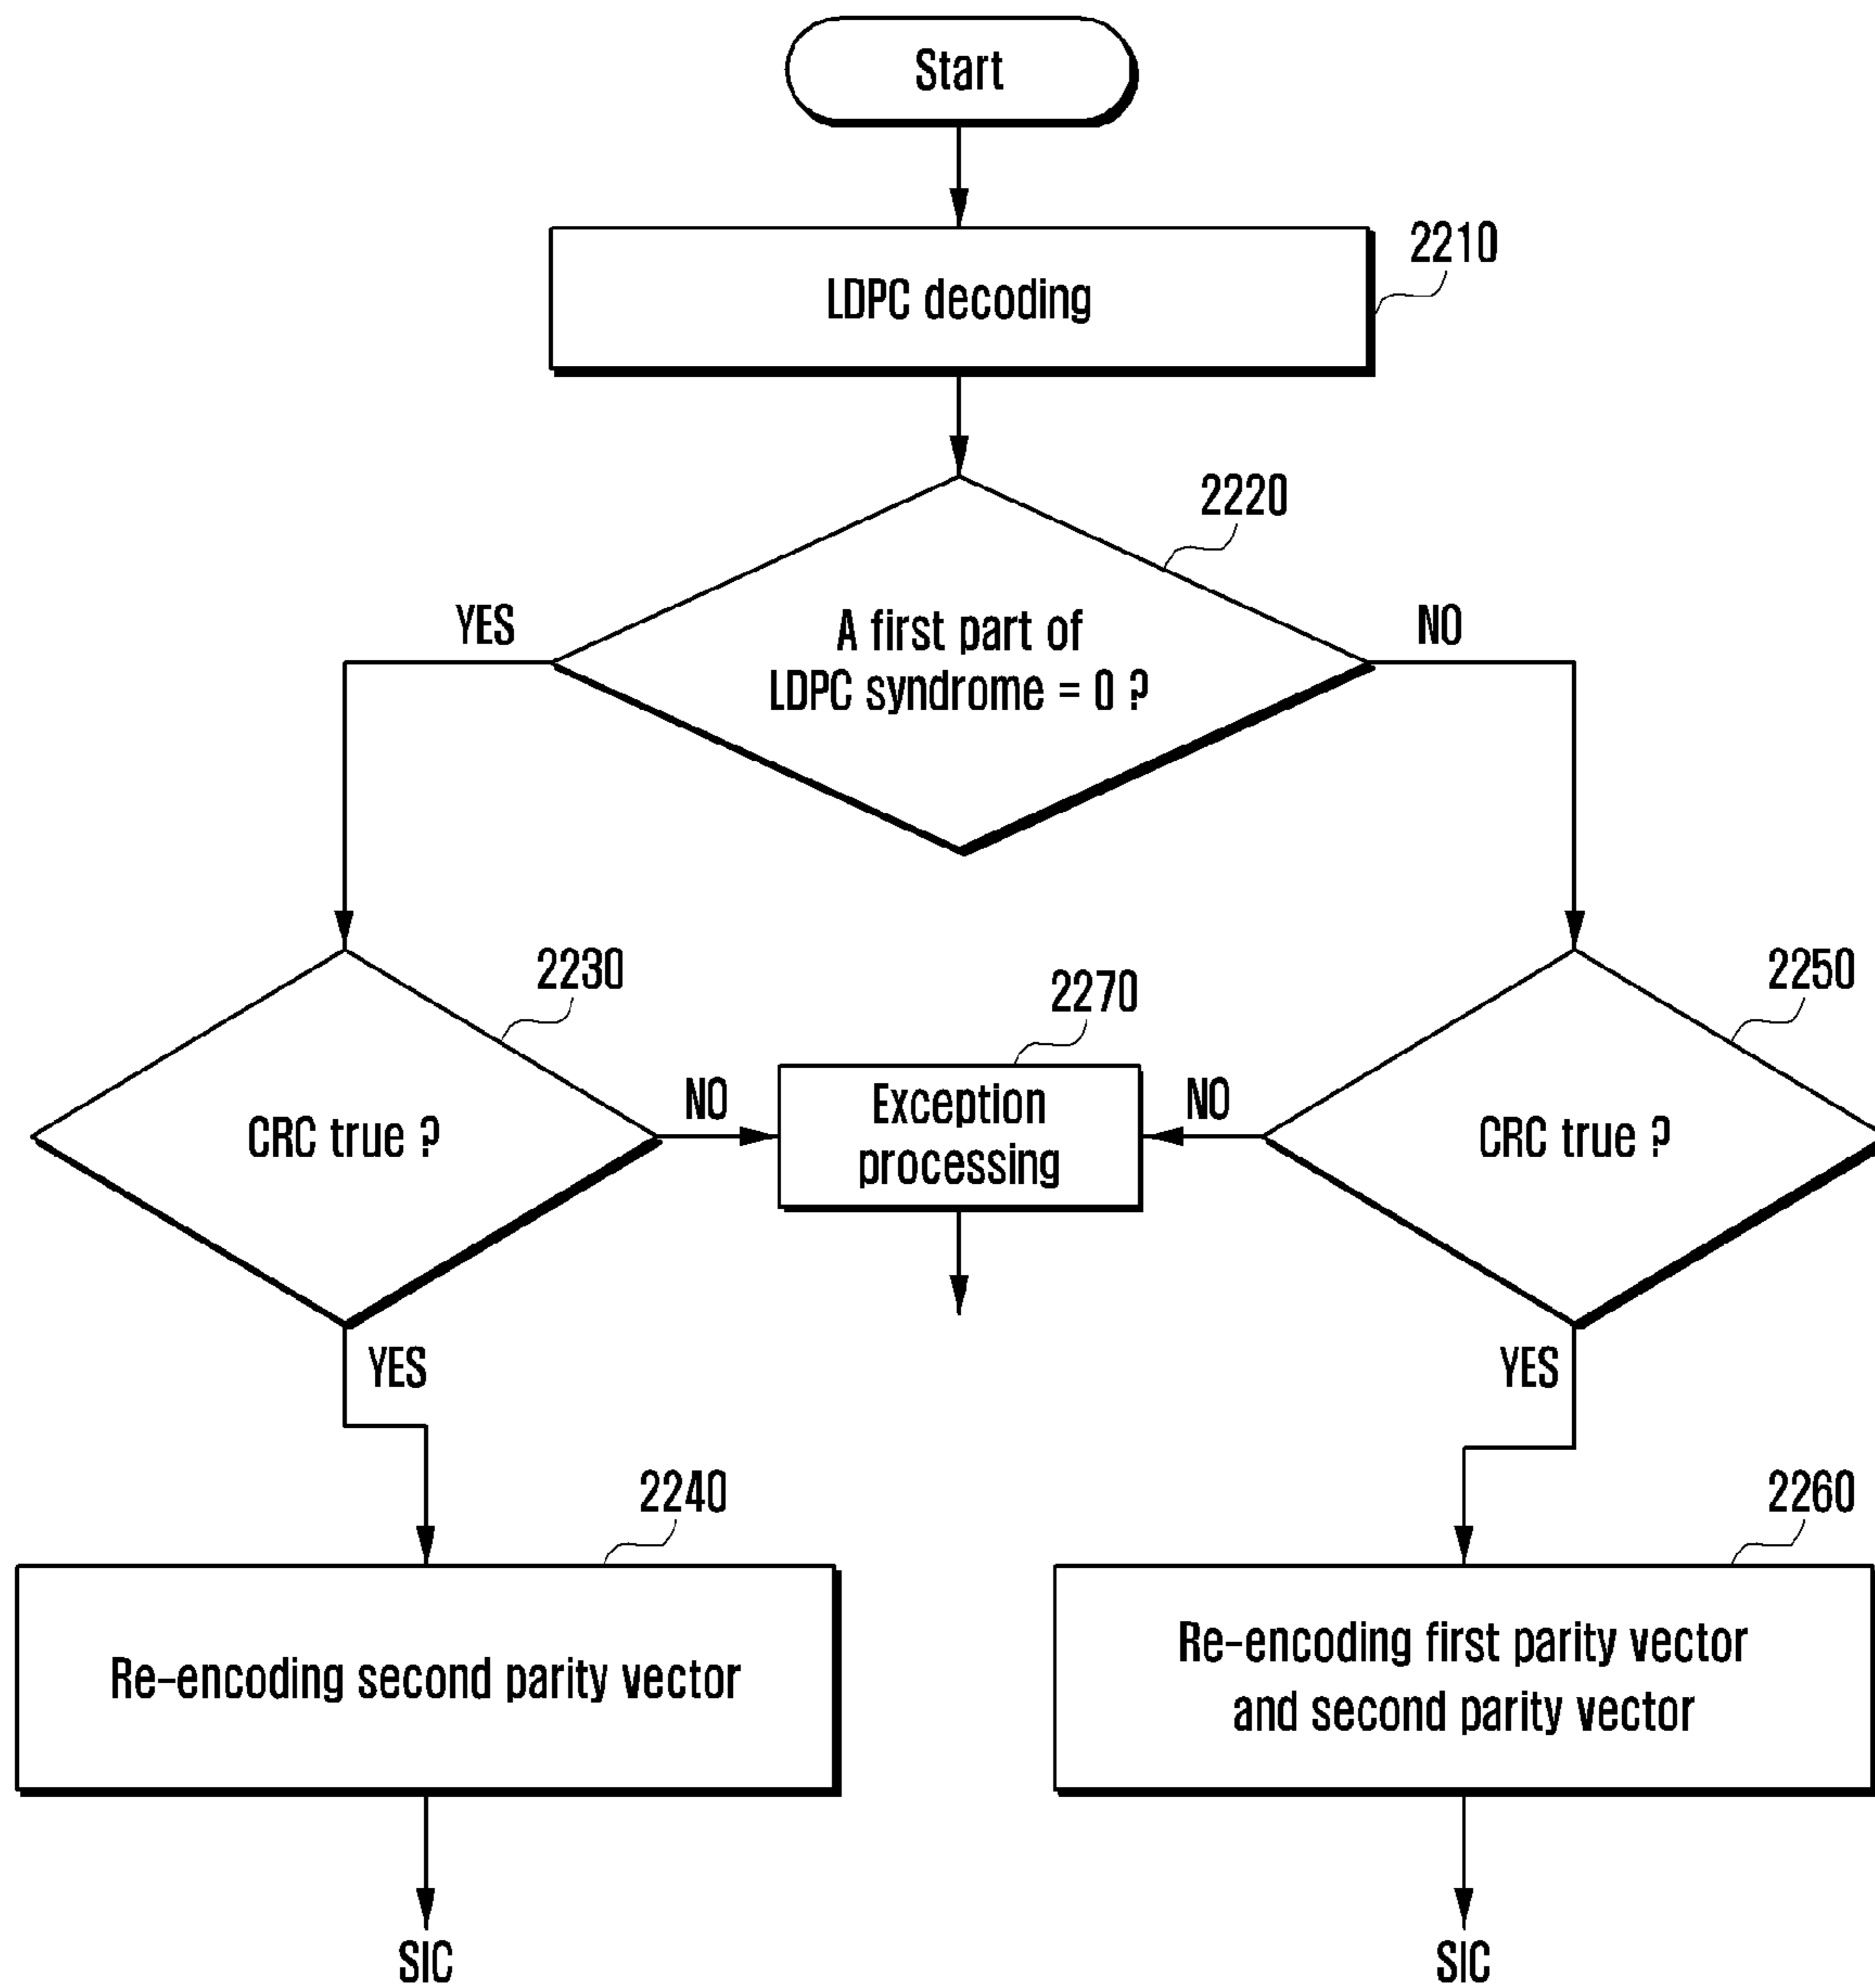 Start
2210
LDPC decoding
2220
YES
NO
A first part of
LDPC syndrome = 0 ?
2230
2270
2250
CRC true ?
NO
Exception
processing
NO
CRC true ?
YES
YES
2240
2260
Re-encoding second parity vector
Re-encoding first parity vector
and second parity vector
SIC
SIC